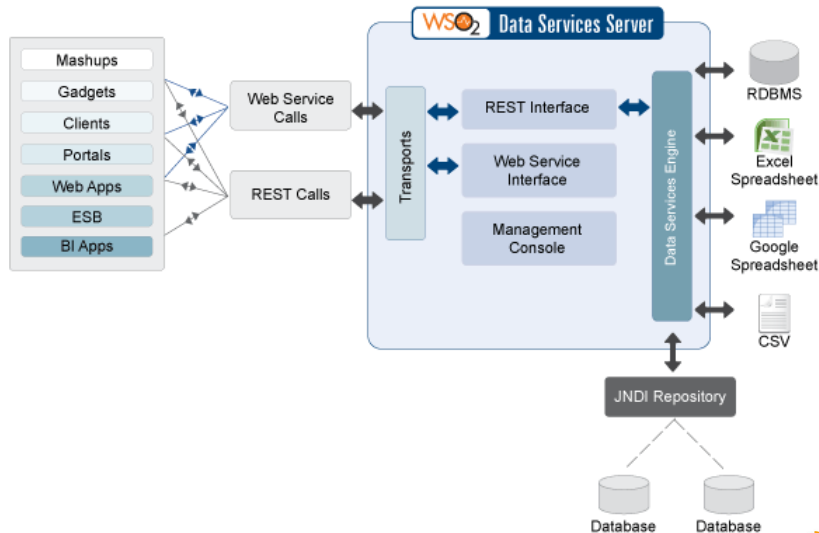 WSO2 Data Services Server
Mashups
Gadgets
Clients
Portals
Web Apps
ESB
BI Apps
Web Service
Calls
REST Calls
Transports
REST Interface
Web Service
Interface
Management
Console
Data Services Engine
RDBMS
Excel
Spreadsheet
Google
Spreadsheet
CSV
JNDI Repository
Database
Database